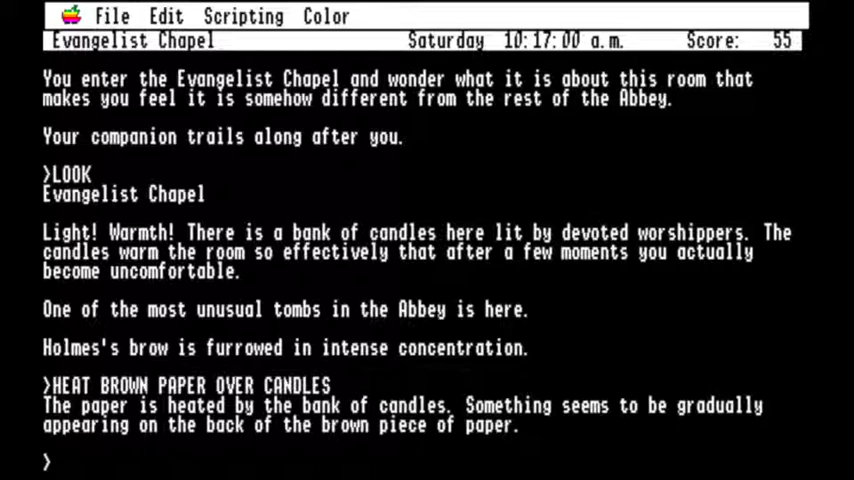 File Edit Scripting Color
Evangelist Chapel Saturday 10:17:00 a.m. Score: 55
You enter the Evangelist Chapel and wonder what it is about this room that
makes you feel it is somehow different from the rest of the Abbey.
Your companion trails along after you.
>LOOK
Evangelist Chapel
Light! Warmth! There is a bank of candles here lit by devoted worshippers. The
candles warm the room so effectively that after a few moments you actually
become uncomfortable.
One of the most unusual tombs in the Abbey is here.
Holmes's brow is furrowed in intense concentration.
>HEAT BROWN PAPER OVER CANDLES
The paper is heated by the bank of candles. Something seems to be gradually
appearing on the back of the brown piece of paper.
>